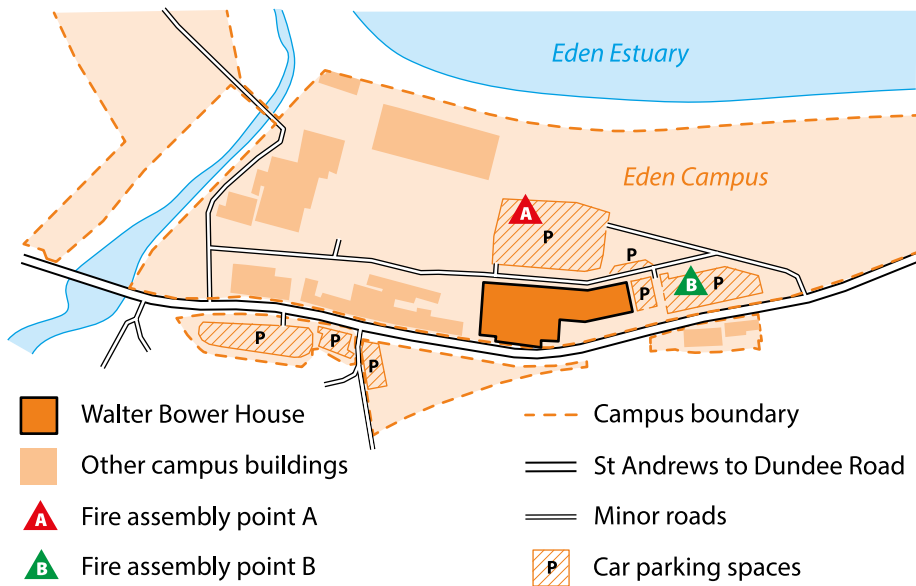 Eden Estuary
Eden Campus
A
P
P
B
P
P
P
P
P
Walter Bower House
Other campus buildings
A Fire assembly point A
B Fire assembly point B
Campus boundary
St Andrews to Dundee Road
Minor roads
P Car parking spaces